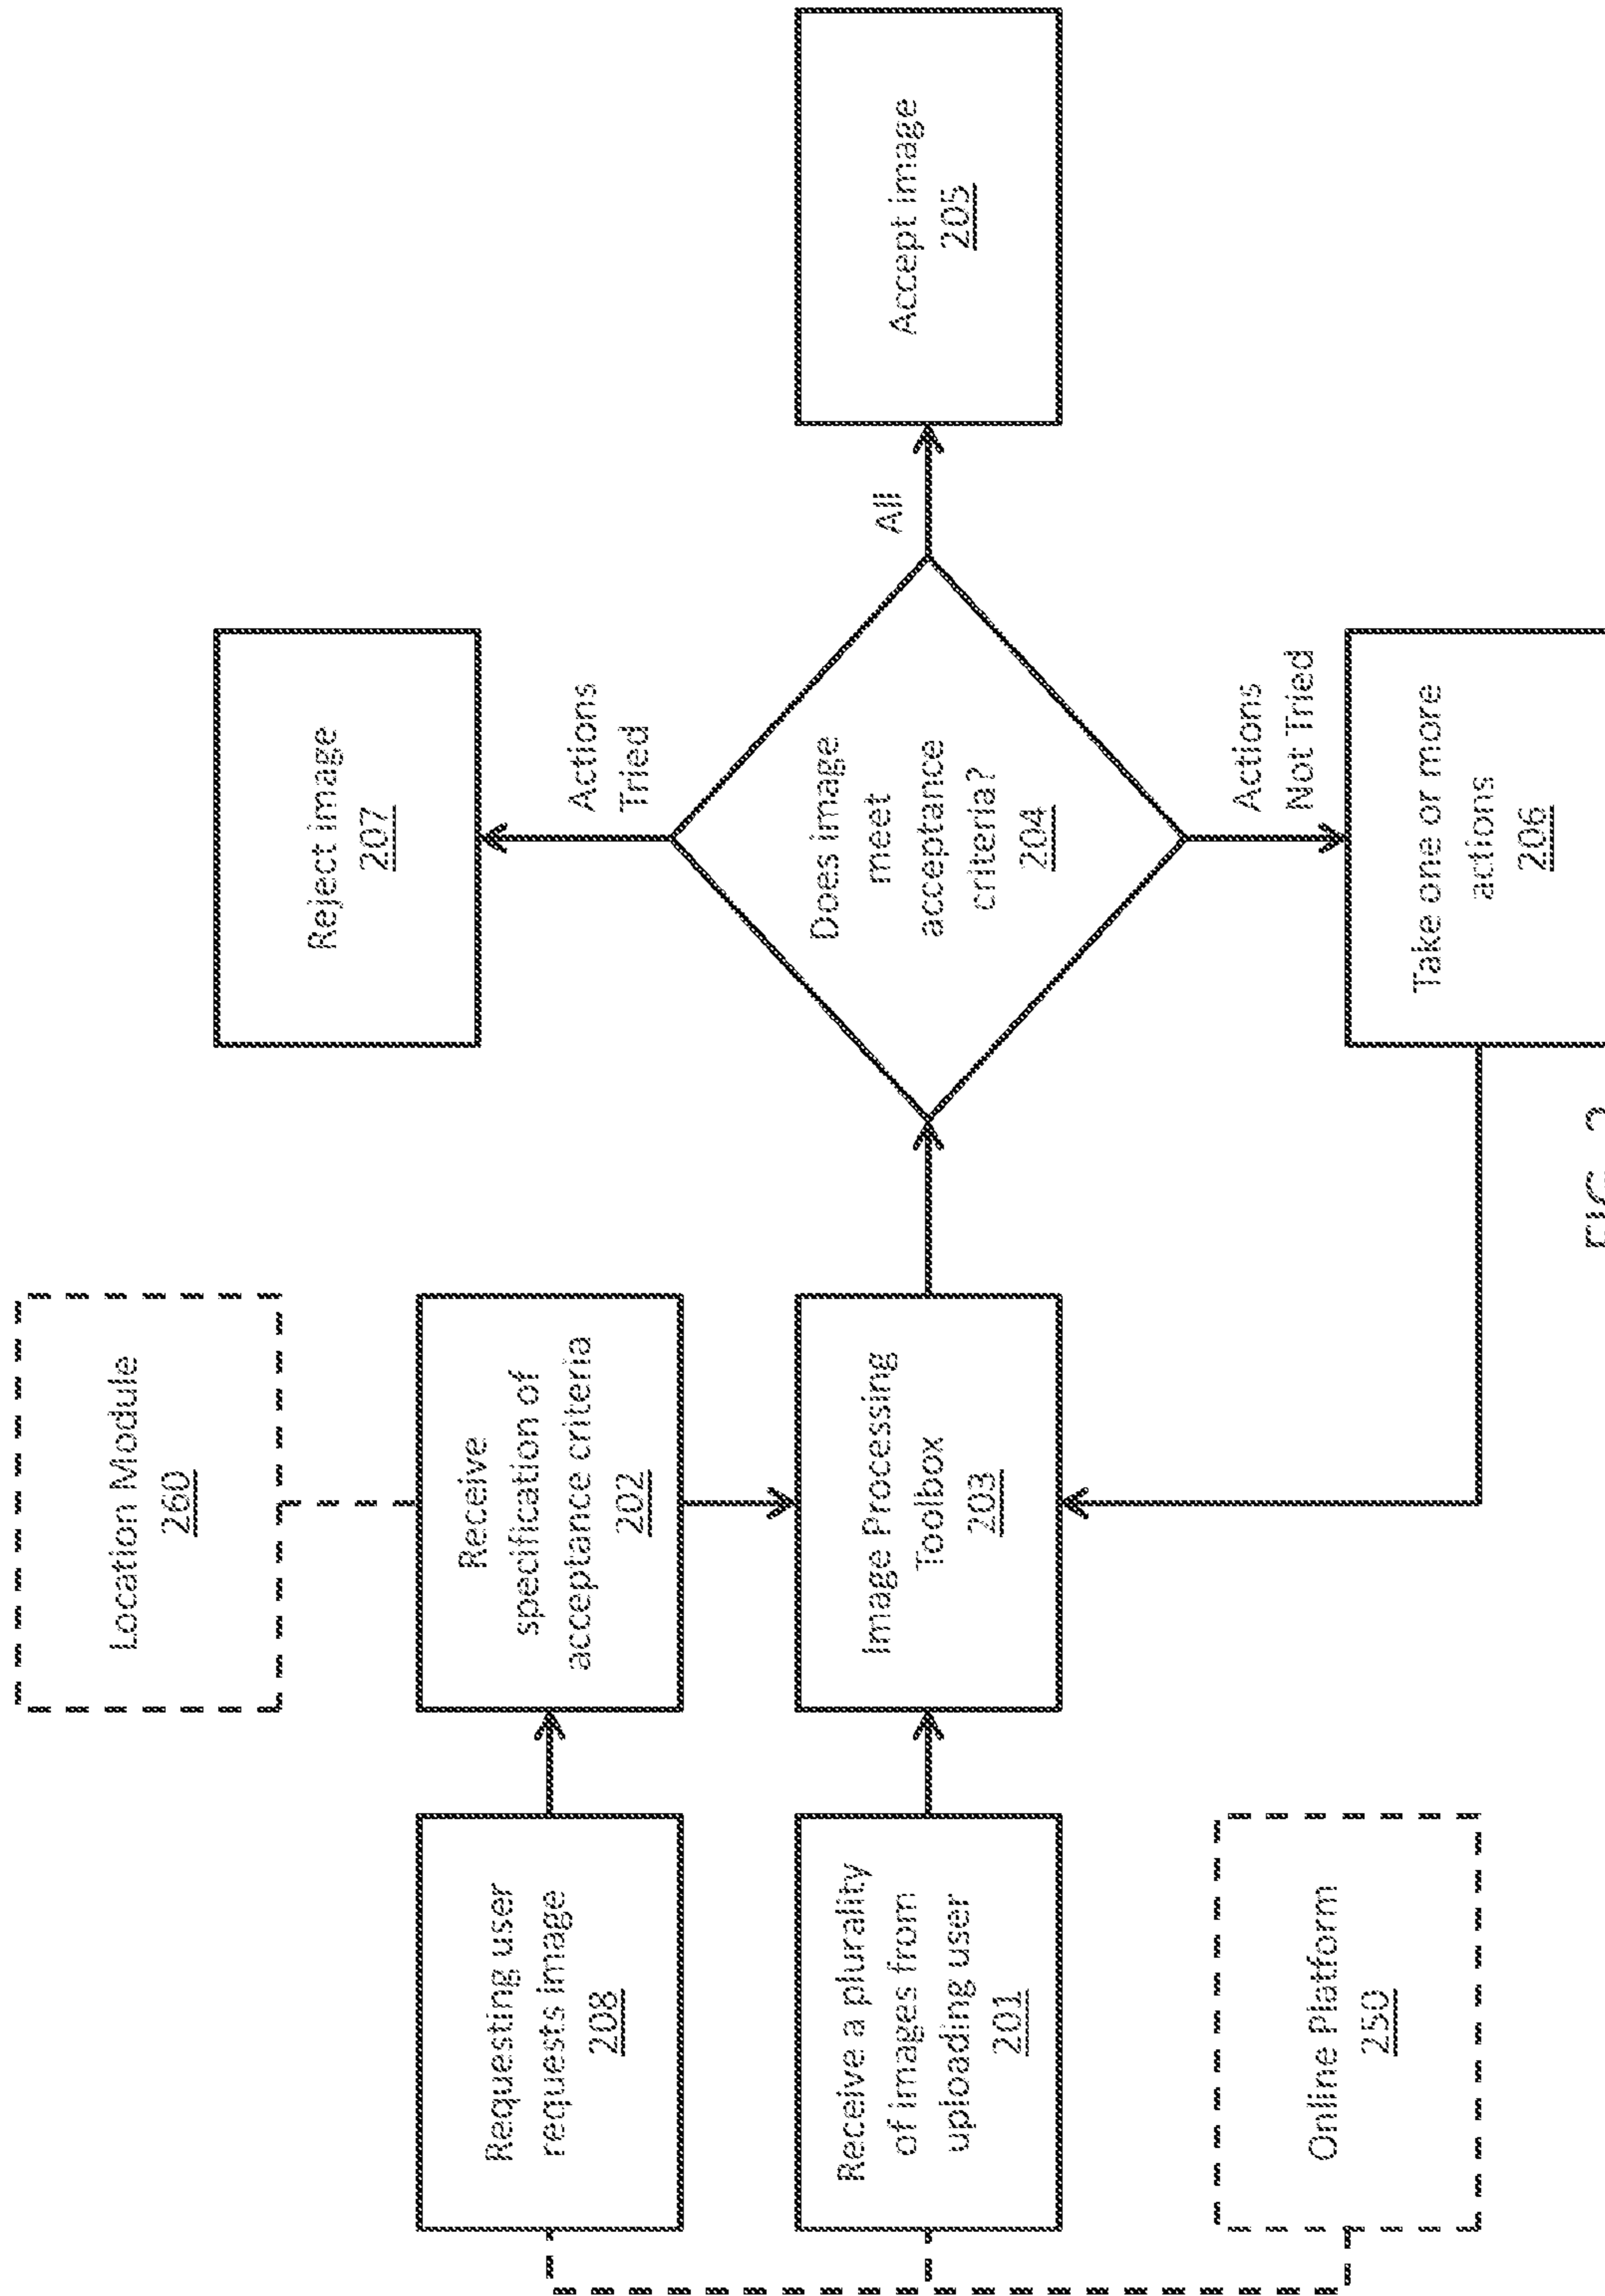 Location Module
260
Reject image
207
Requesting user
requests image
208
Receive
specification of
acceptance criteria
202
Actions
Tried
Receive a plurality
of images from
uploading user
201
Image Processing
Toolbox
203
Does image
meet
acceptance
criteria?
204
All
Accept image
205
Actions
Not Tried
Online Platform
250
Take one or more
actions
206